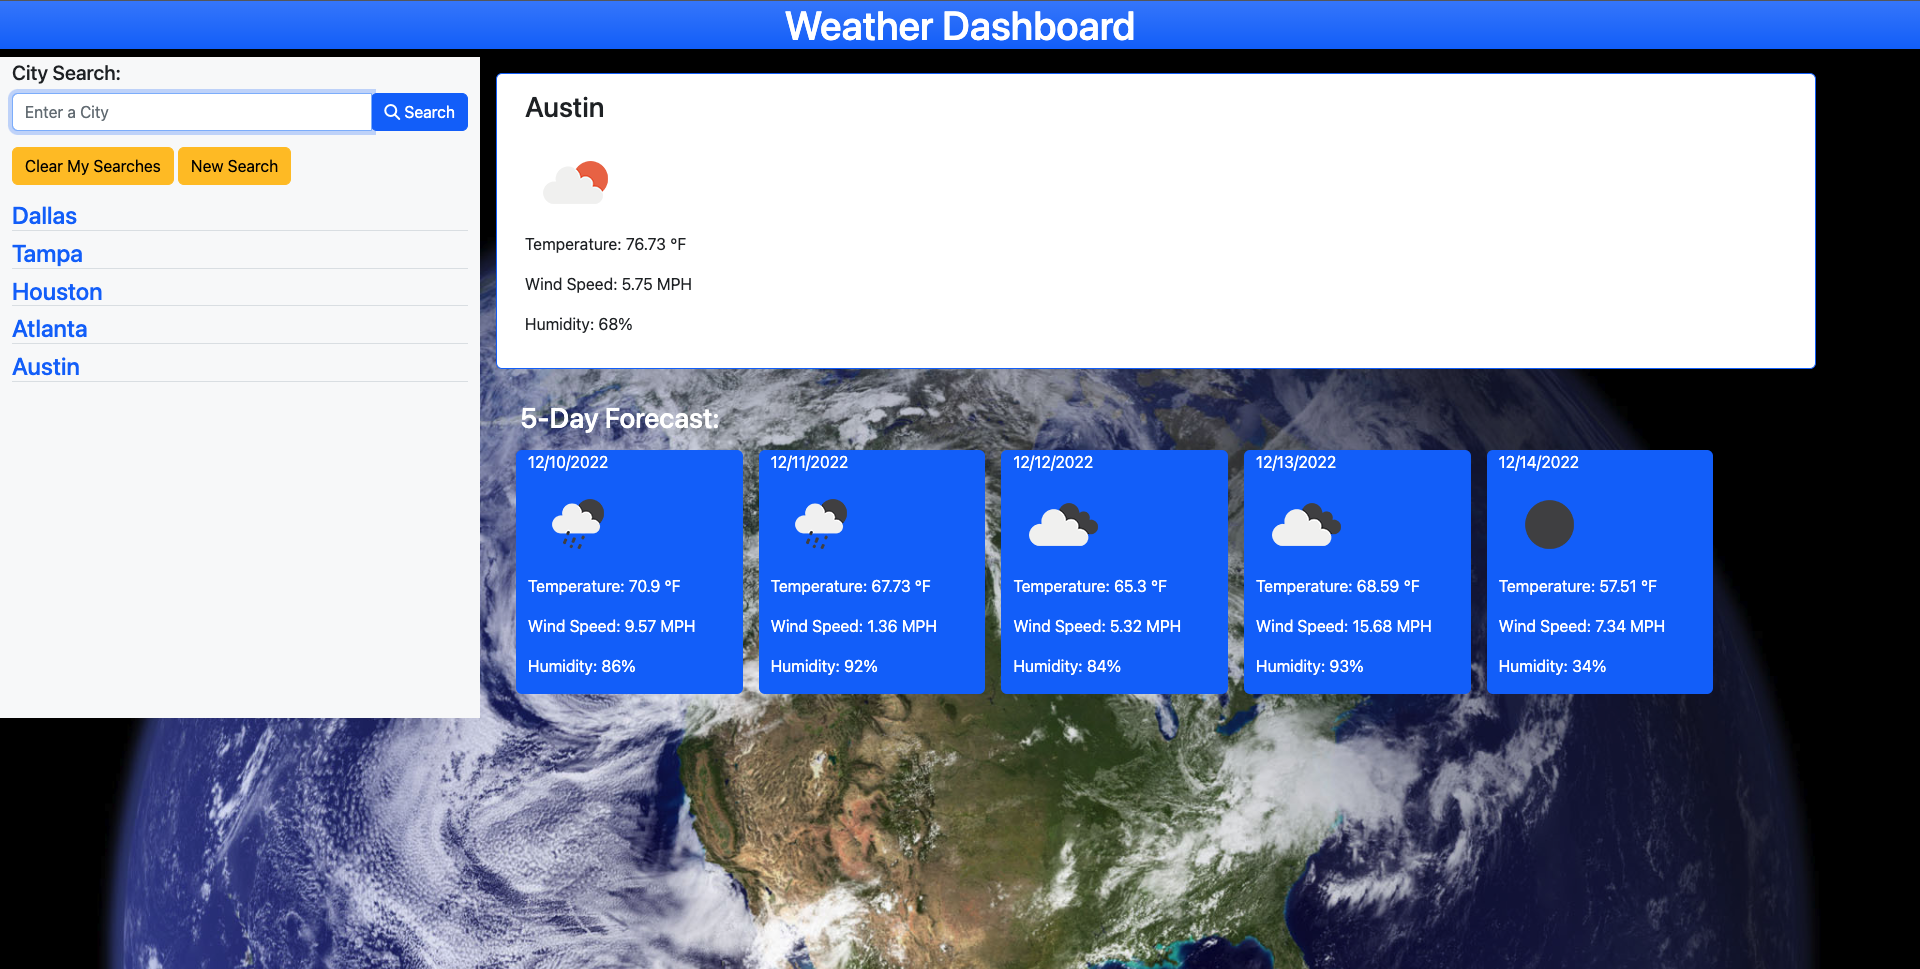 Weather Dashboard
City Search:
Enter a City
Search
Clear My Searches
New Search
Dallas
Tampa
Houston
Atlanta
Austin
Austin
Temperature: 76.73 °F
Wind Speed: 5.75 MPH
Humidity: 68%
5-Day Forecast:
12/10/2022
Temperature: 70.9 °F
Wind Speed: 9.57 MPH
Humidity: 86%
12/11/2022
Temperature: 67.73 °F
Wind Speed: 1.36 MPH
Humidity: 92%
12/12/2022
Temperature: 65.3 °F
Wind Speed: 5.32 MPH
Humidity: 84%
12/13/2022
Temperature: 68.59 °F
Wind Speed: 15.68 MPH
Humidity: 93%
12/14/2022
Temperature: 57.51 °F
Wind Speed: 7.34 MPH
Humidity: 34%